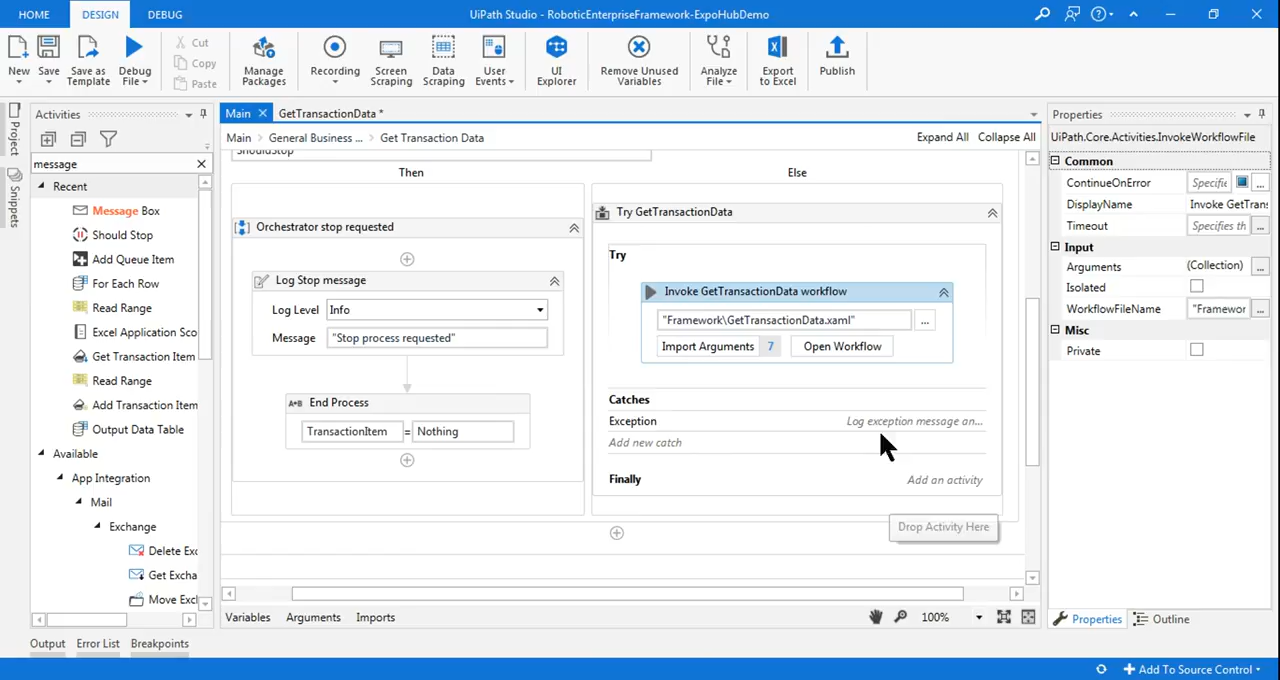 HOME DESIGN DEBUG UiPath Studio - RoboticEnterpriseFramework-ExpoHubDemo
New Save Save as Template Debug File Cut Copy Paste Manage Packages Recording Screen Scraping Data Scraping User Events UI Explorer Remove Unused Variables Analyze File Export to Excel Publish
Project
Snippets
Activities
message
Recent
Message Box
Should Stop
Add Queue Item
For Each Row
Read Range
Excel Application Sco
Get Transaction Item
Read Range
Add Transaction Item
Output Data Table
Available
App Integration
Mail
Exchange
Delete Exc
Get Excha
Move Exc
Main GetTransactionData *
Main > General Business ... > Get Transaction Data Expand All Collapse All
ShouldStop
Then Else
Orchestrator stop requested
Log Stop message
Log Level Info
Message "Stop process requested"
End Process
A+B
TransactionItem = Nothing
Try GetTransactionData
Try
Invoke GetTransactionData workflow
"Framework\GetTransactionData.xaml" ...
Import Arguments 7 Open Workflow
Catches
Exception Log exception message an...
Add new catch
Finally Add an activity
Drop Activity Here
Variables Arguments Imports 100%
Properties
UiPath.Core.Activities.InvokeWorkflowFile
Common
ContinueOnError Specifie ...
DisplayName Invoke GetTran
Timeout Specifies th ...
Input
Arguments (Collection) ...
Isolated
WorkflowFileName "Framewor ...
Misc
Private
Properties Outline
Output Error List Breakpoints
Add To Source Control